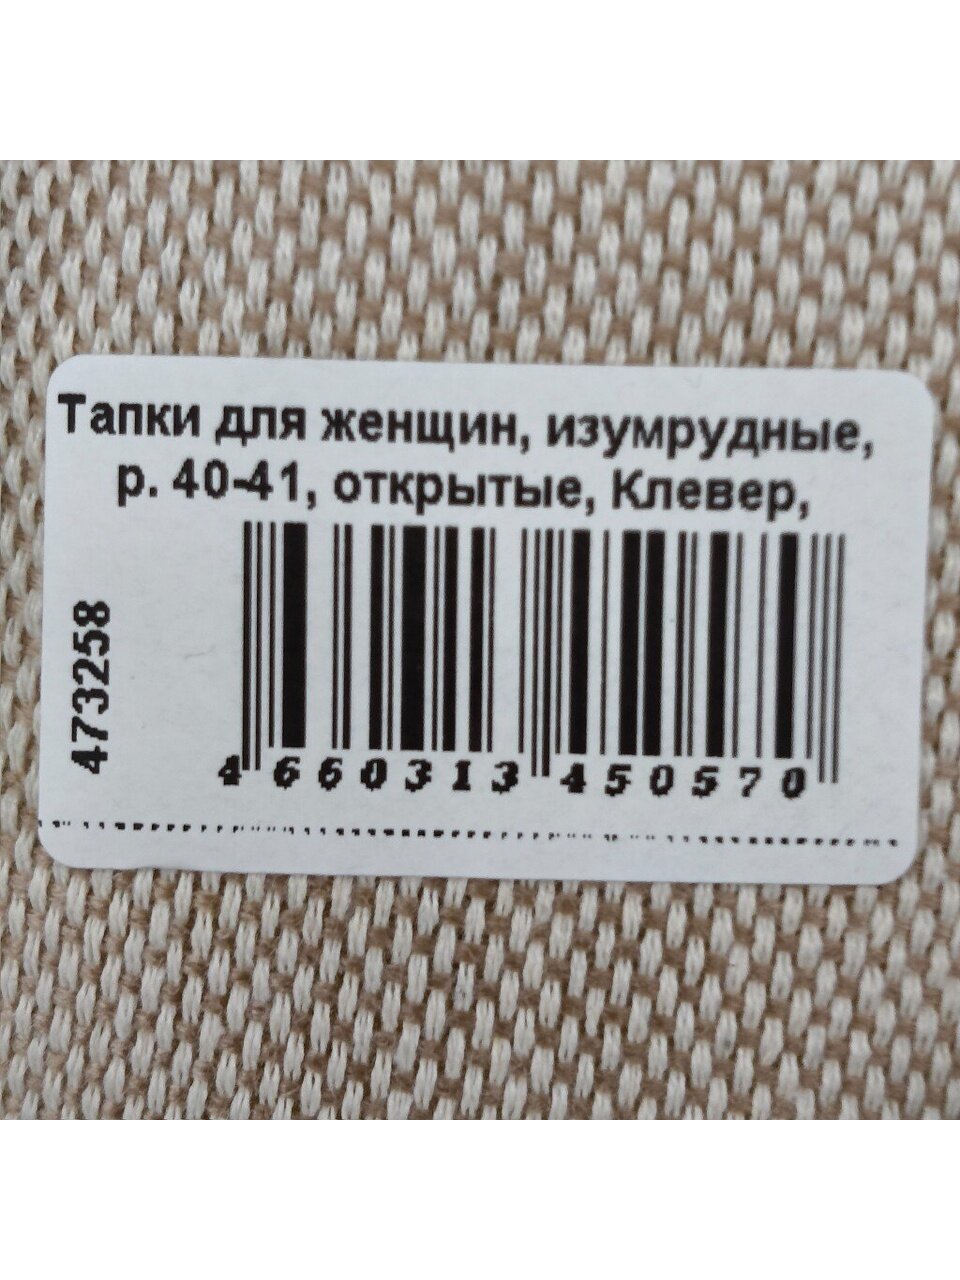 Тапки для женщин, изумрудные,
р. 40-41, открытые, Клевер,
473258
4 660313 450570